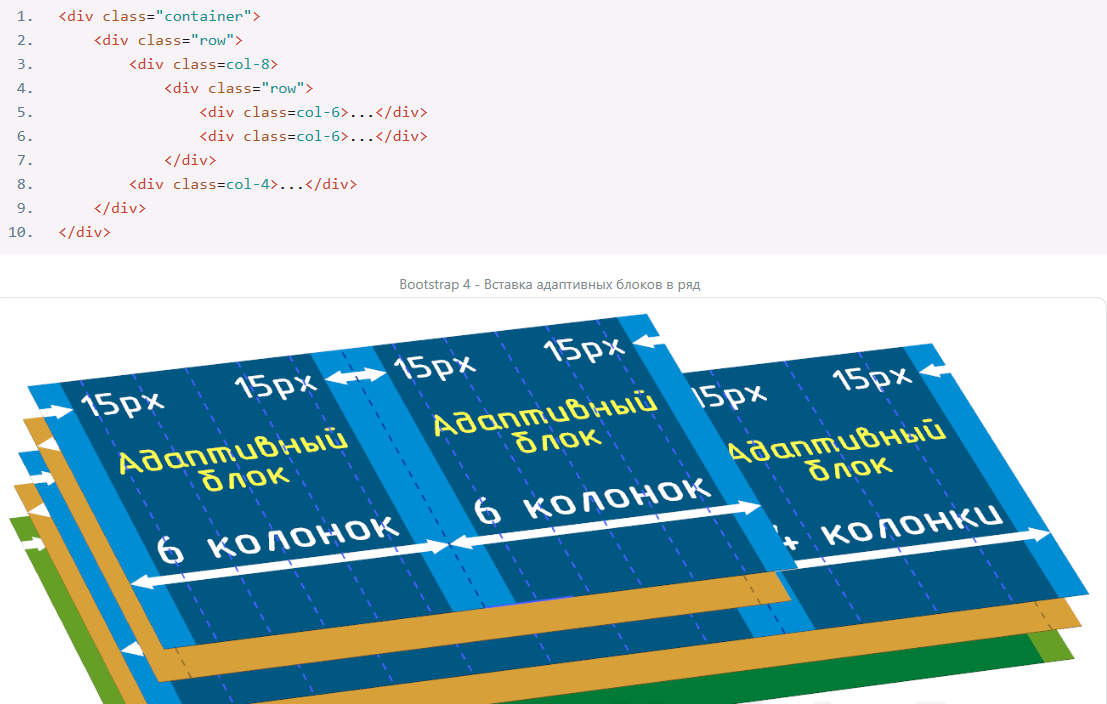 1. <div class="container">
2. <div class="row">
3. <div class=col-8>
4. <div class="row">
5. <div class=col-6>...</div>
6. <div class=col-6>...</div>
7. </div>
8. <div class=col-4>...</div>
9. </div>
10. </div>
Bootstrap 4 - Вставка адаптивных блоков в ряд
15px 15px 15px 15px 15px 15px
Адаптивный
блок
6 колонок
Адаптивный
блок
6 колонок
Адаптивный
блок
колонки